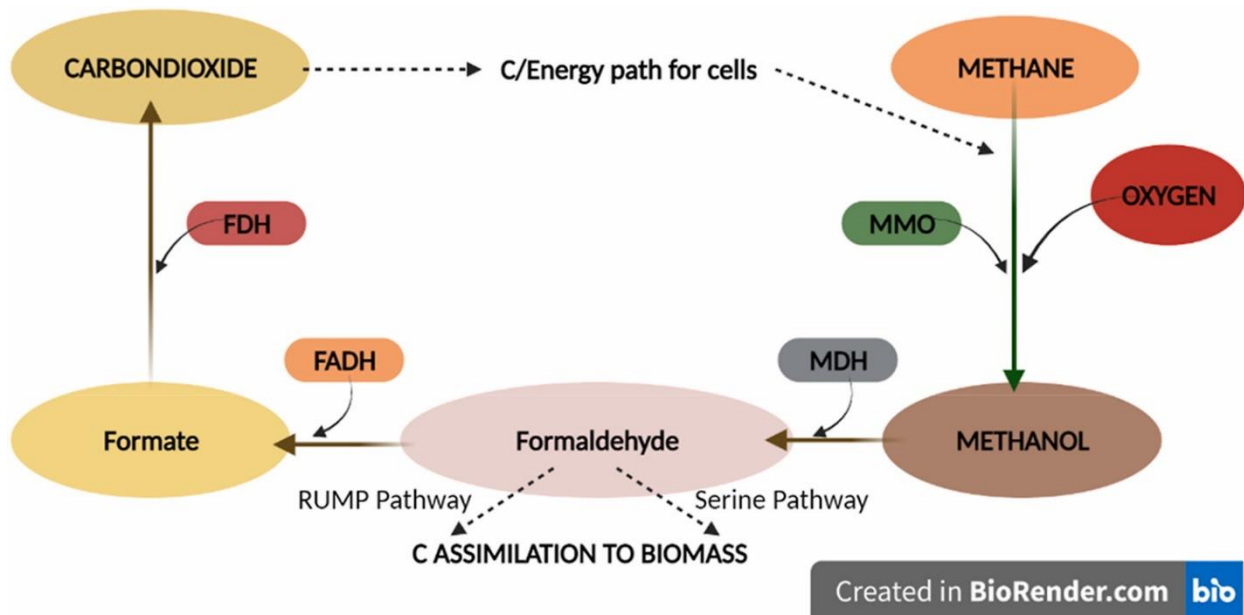 CARBONDIOXIDE
C/Energy path for cells
METHANE
OXYGEN
FDH
MMO
FADH
MDH
Formate
Formaldehyde
METHANOL
RUMP Pathway
Serine Pathway
C ASSIMILATION TO BIOMASS
Created in BioRender.com bio